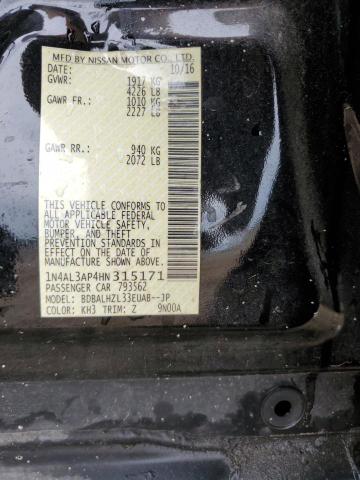 MFD BY NISSAN MOTOR CO., LTD.
DATE: 10/16
GVWR: 1917 KG
4226 LB
GAWR FR: 1010 KG
2227 LB
GAWR RR: 940 KG
2072 LB
THIS VEHICLE CONFORMS TO
ALL APPLICABLE FEDERAL
MOTOR VEHICLE SAFETY,
BUMPER, AND THEFT
PREVENTION STANDARDS IN
EFFECT ON THE DATE OF
MANUFACTURE SHOWN ABOVE.
1N4AL3AP4HN315171
PASSENGER CAR 793562
MODEL: BDBALHZL33EUAB--JP
COLOR: KH3 TRIM: Z 9N00A